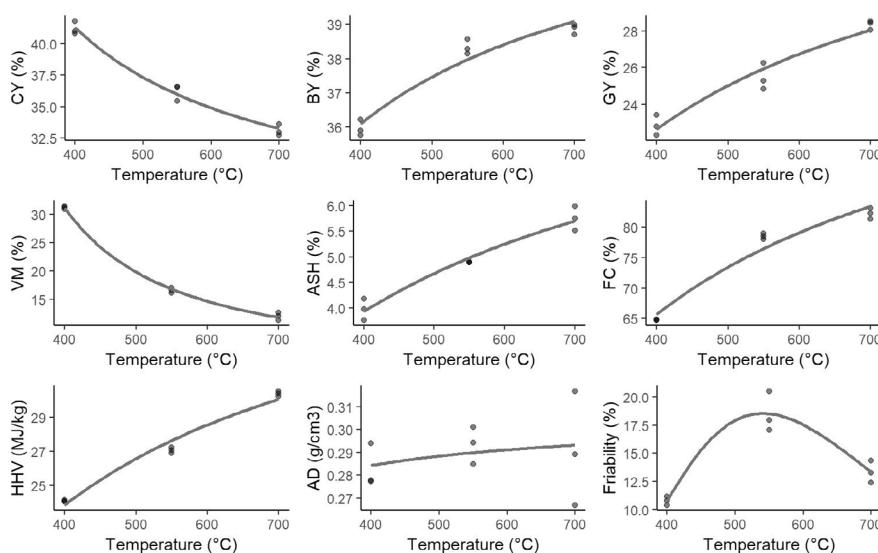 CY (%)
40.0
37.5
35.0
32.5
400 500 600 700
Temperature (°C)
BY (%)
39
38
37
36
400 500 600 700
Temperature (°C)
GY (%)
28
26
24
400 500 600 700
Temperature (°C)
VM (%)
30
25
20
15
400 500 600 700
Temperature (°C)
ASH (%)
6.0
5.5
5.0
4.5
4.0
400 500 600 700
Temperature (°C)
FC (%)
80
75
70
65
400 500 600 700
Temperature (°C)
HHV (MJ/kg)
29
27
25
400 500 600 700
Temperature (°C)
AD (g/cm3)
0.31
0.30
0.29
0.28
0.27
400 500 600 700
Temperature (°C)
Friability (%)
20.0
17.5
15.0
12.5
10.0
400 500 600 700
Temperature (°C)